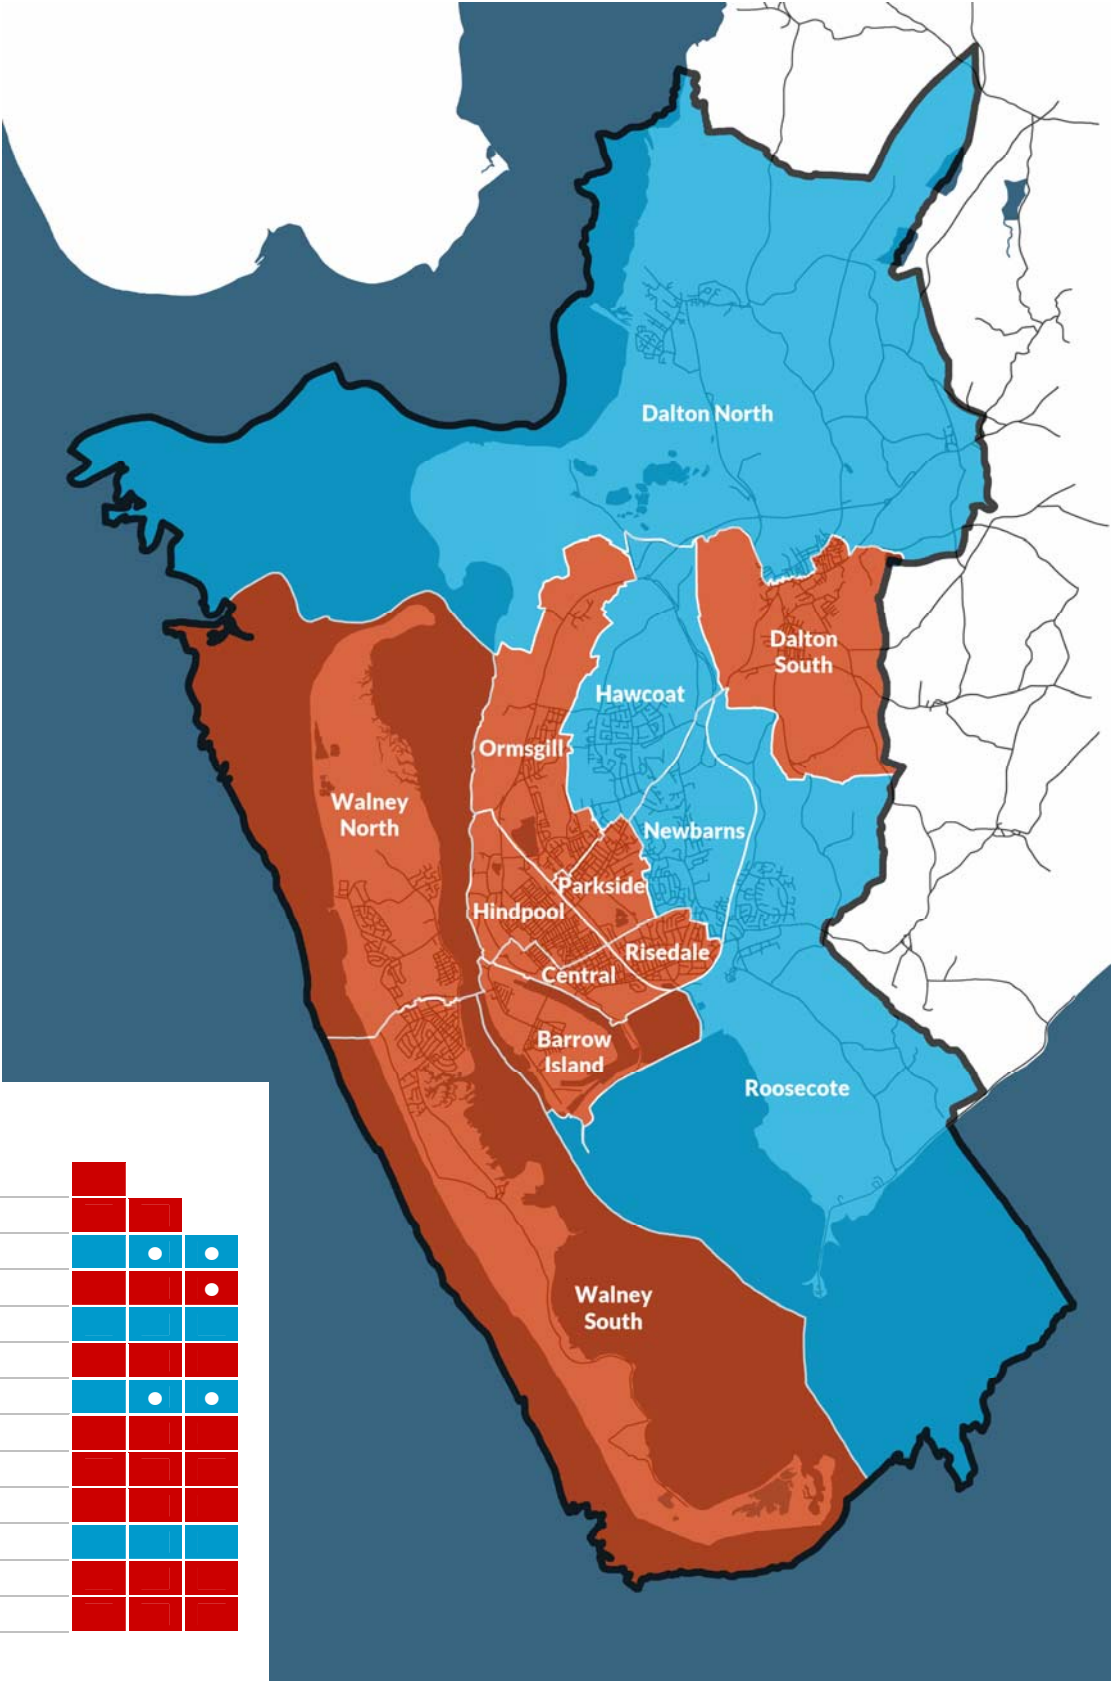 Dalton North
Dalton
South
Hawcoat
Ormsgill
Walney
North
Newbarns
Parkside
Hindpool
Risedale
Central
Barrow
Island
Roosecote
Walney
South